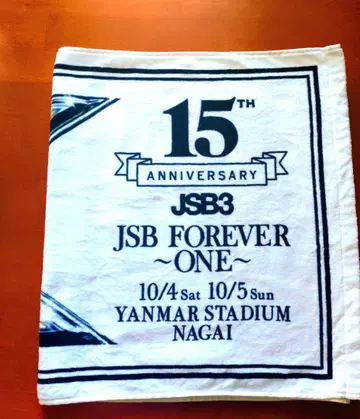 15TH
ANNIVERSARY
JSB3
JSB FOREVER
~ONE~
10/4 Sat 10/5 Sun
YANMAR STADIUM
NAGAI